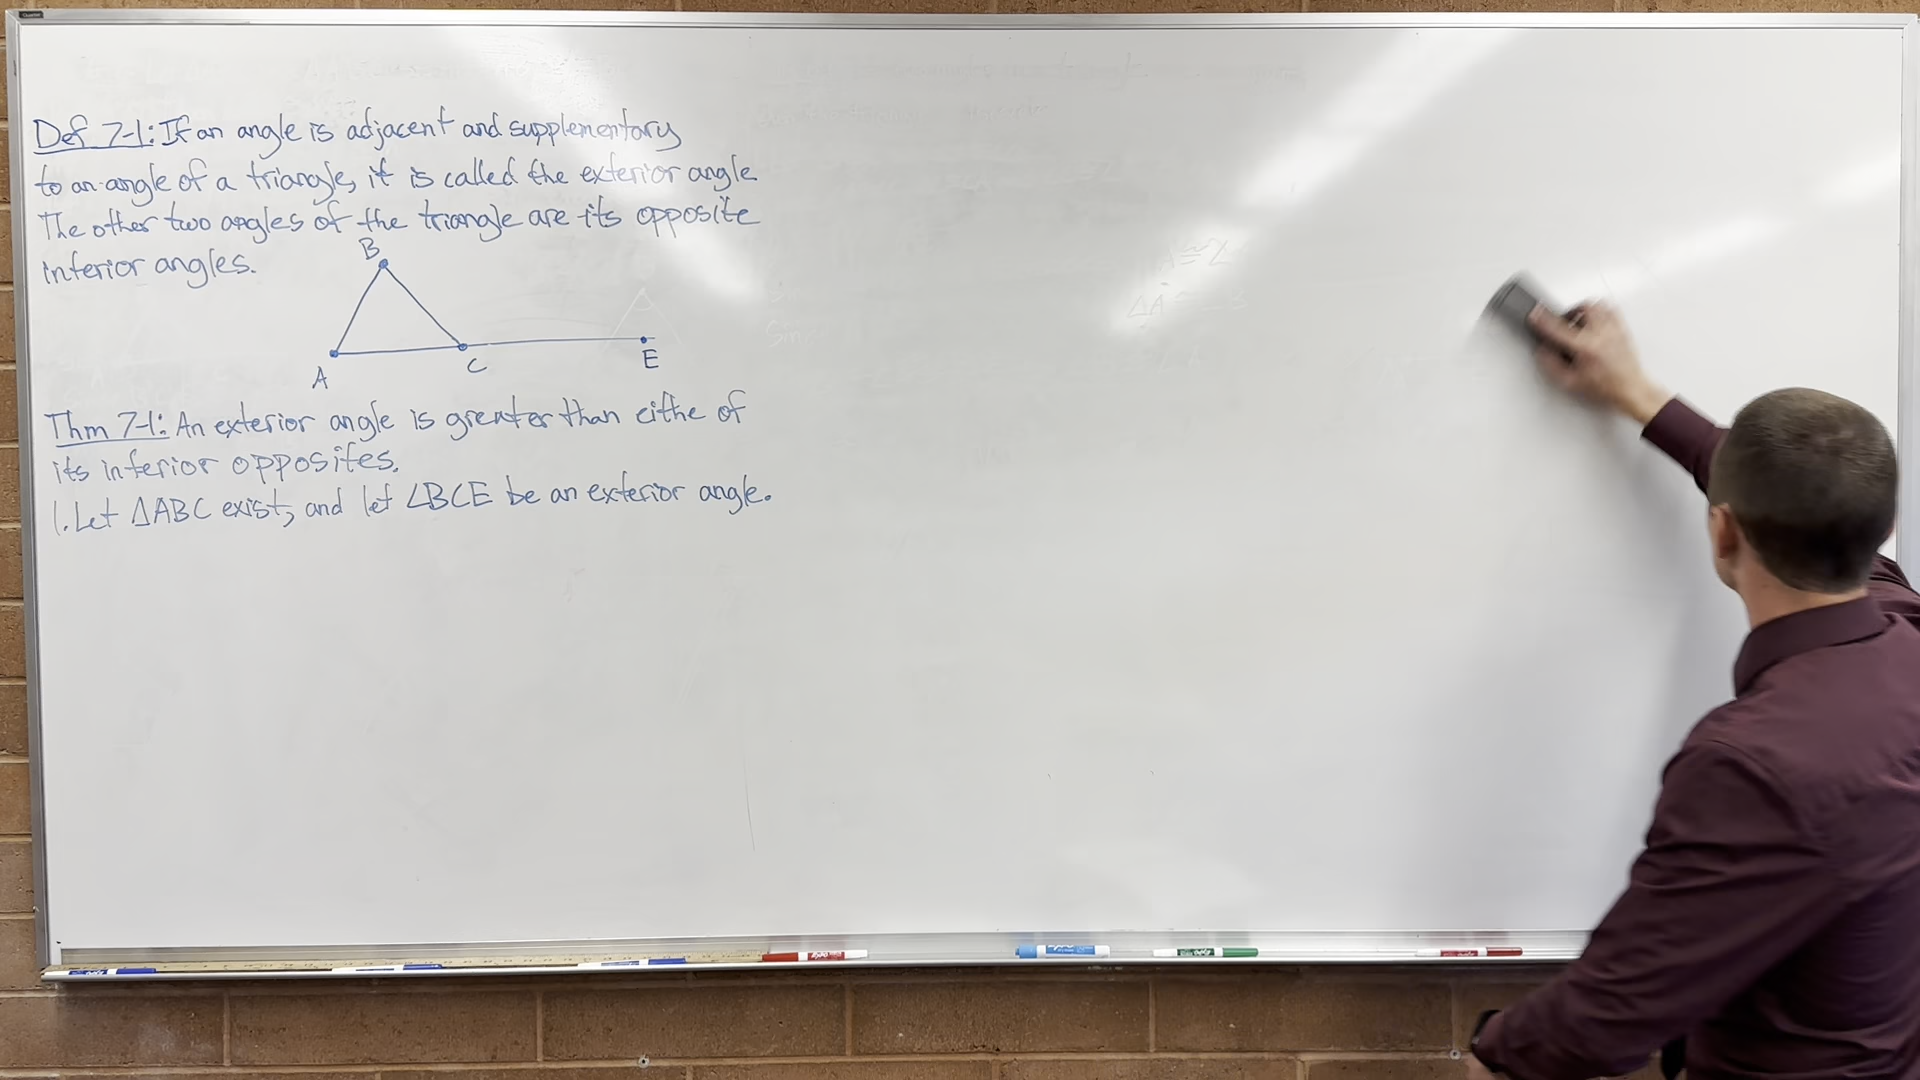 Def 7-1: If an angle is adjacent and supplementary
to an angle of a triangle, it is called the exterior angle.
The other two angles of the triangle are its opposite
interior angles.
B
A
C
E
Thm 7-1: An exterior angle is greater than eithe of
its interior opposites.
1. Let ΔABC exist, and let ∠BCE be an exterior angle.